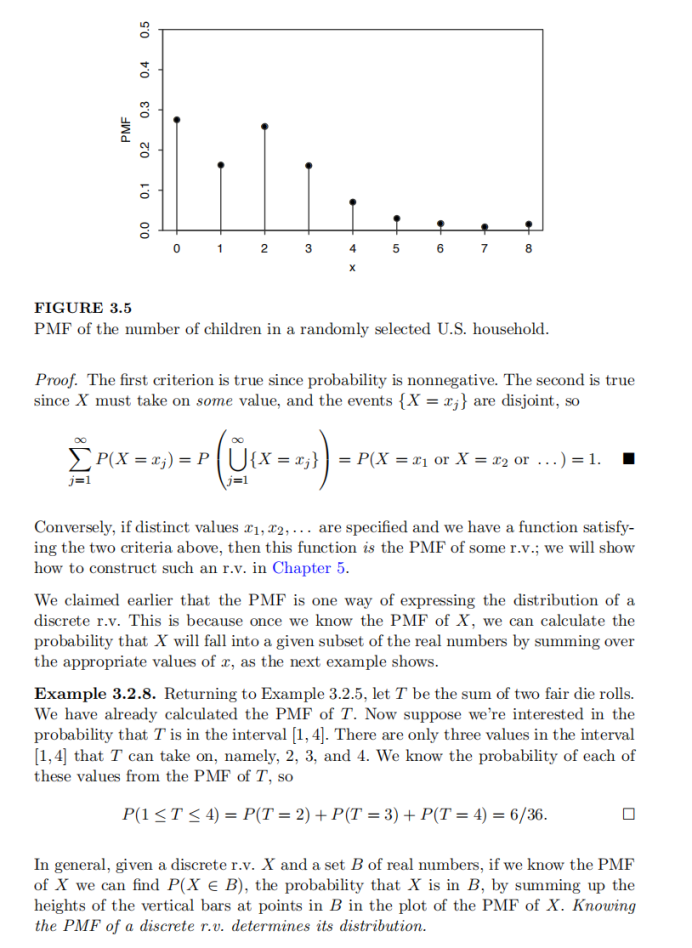 0.5
0.4
0.3
0.2
0.1
0.0
PMF
0 1 2 3 4 5 6 7 8
x
FIGURE 3.5
PMF of the number of children in a randomly selected U.S. household.
Proof. The first criterion is true since probability is nonnegative. The second is true
since X must take on some value, and the events {X = x_j} are disjoint, so
∑_{j=1}^{∞} P(X = x_j) = P (⋃_{j=1}^{∞} {X = x_j}) = P(X = x_1 or X = x_2 or ...) = 1. ■
Conversely, if distinct values x_1, x_2, ... are specified and we have a function satisfy-
ing the two criteria above, then this function is the PMF of some r.v.; we will show
how to construct such an r.v. in Chapter 5.
We claimed earlier that the PMF is one way of expressing the distribution of a
discrete r.v. This is because once we know the PMF of X, we can calculate the
probability that X will fall into a given subset of the real numbers by summing over
the appropriate values of x, as the next example shows.
Example 3.2.8. Returning to Example 3.2.5, let T be the sum of two fair die rolls.
We have already calculated the PMF of T. Now suppose we're interested in the
probability that T is in the interval [1, 4]. There are only three values in the interval
[1,4] that T can take on, namely, 2, 3, and 4. We know the probability of each of
these values from the PMF of T, so
P(1 ≤ T ≤ 4) = P(T = 2) + P(T = 3) + P(T = 4) = 6/36. □
In general, given a discrete r.v. X and a set B of real numbers, if we know the PMF
of X we can find P(X ∈ B), the probability that X is in B, by summing up the
heights of the vertical bars at points in B in the plot of the PMF of X. Knowing
the PMF of a discrete r.v. determines its distribution.